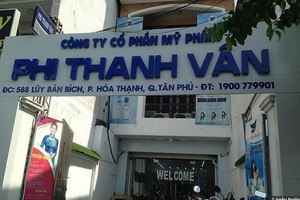 CÔNG TY CỔ PHẦN MỸ PHẨM
PHI THANH VÂN
ĐC: 588 LŨY BÁN BÍCH, P. HÒA THẠNH, Q.TÂN PHÚ - ĐT: 1900 779901
WELCOME